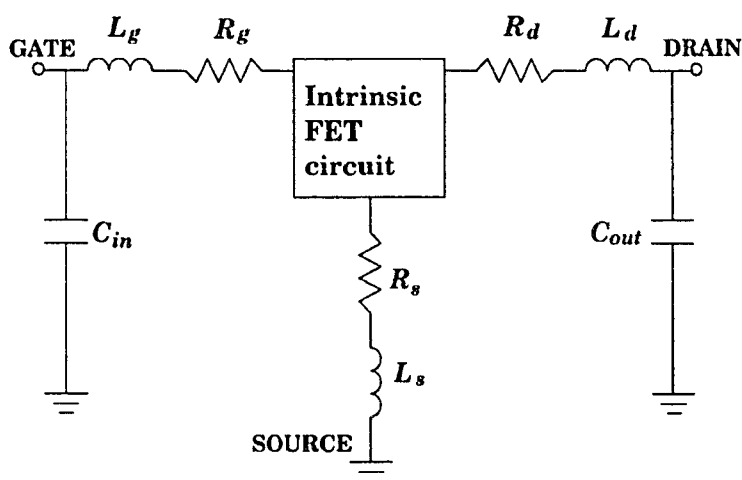 L_g
R_g
R_d
L_d
GATE
DRAIN
Intrinsic
FET
circuit
C_in
C_out
R_s
L_s
SOURCE